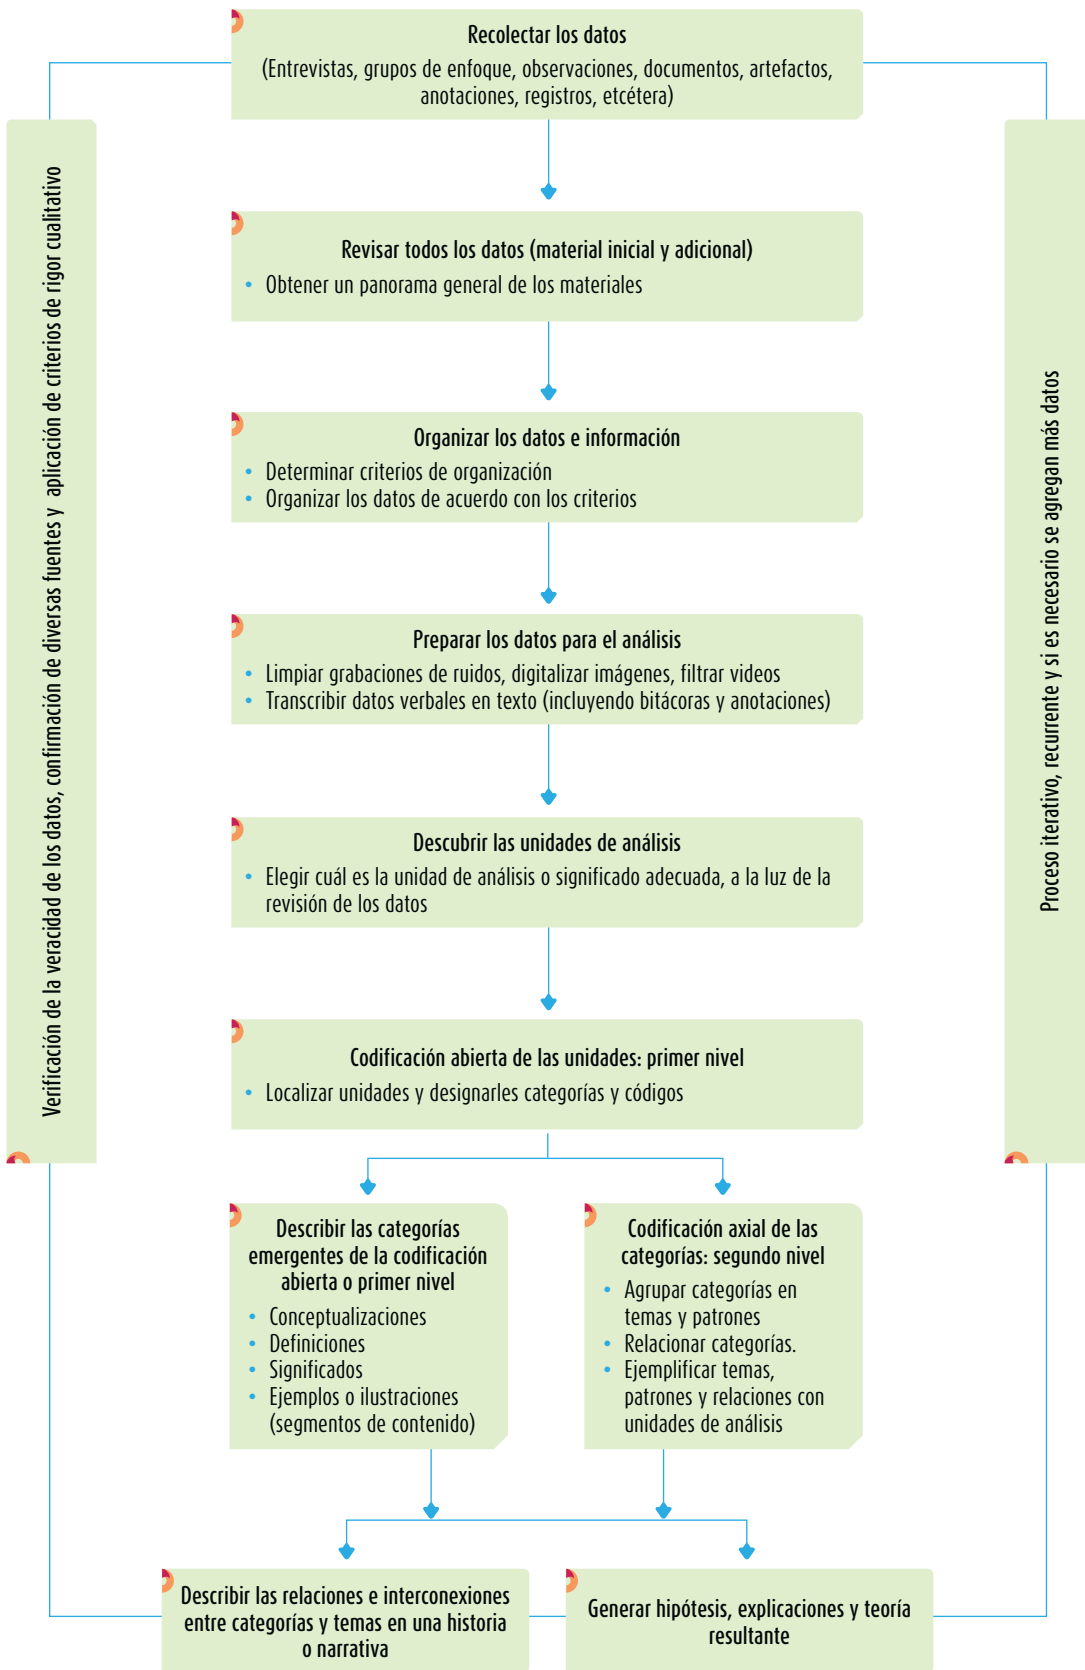 Recolectar los datos
(Entrevistas, grupos de enfoque, observaciones, documentos, artefactos,
anotaciones, registros, etcétera)
Verificación de la veracidad de los datos, confirmación de diversas fuentes y aplicación de criterios de rigor cualitativo
Proceso iterativo, recurrente y si es necesario se agregan más datos
Revisar todos los datos (material inicial y adicional)
• Obtener un panorama general de los materiales
Organizar los datos e información
• Determinar criterios de organización
• Organizar los datos de acuerdo con los criterios
Preparar los datos para el análisis
• Limpiar grabaciones de ruidos, digitalizar imágenes, filtrar videos
• Transcribir datos verbales en texto (incluyendo bitácoras y anotaciones)
Descubrir las unidades de análisis
• Elegir cuál es la unidad de análisis o significado adecuada, a la luz de la
revisión de los datos
Codificación abierta de las unidades: primer nivel
• Localizar unidades y designarles categorías y códigos
Describir las categorías
emergentes de la codificación
abierta o primer nivel
• Conceptualizaciones
• Definiciones
• Significados
• Ejemplos o ilustraciones
(segmentos de contenido)
Codificación axial de las
categorías: segundo nivel
• Agrupar categorías en
temas y patrones
• Relacionar categorías.
• Ejemplificar temas,
patrones y relaciones con
unidades de análisis
Describir las relaciones e interconexiones
entre categorías y temas en una historia
o narrativa
Generar hipótesis, explicaciones y teoría
resultante